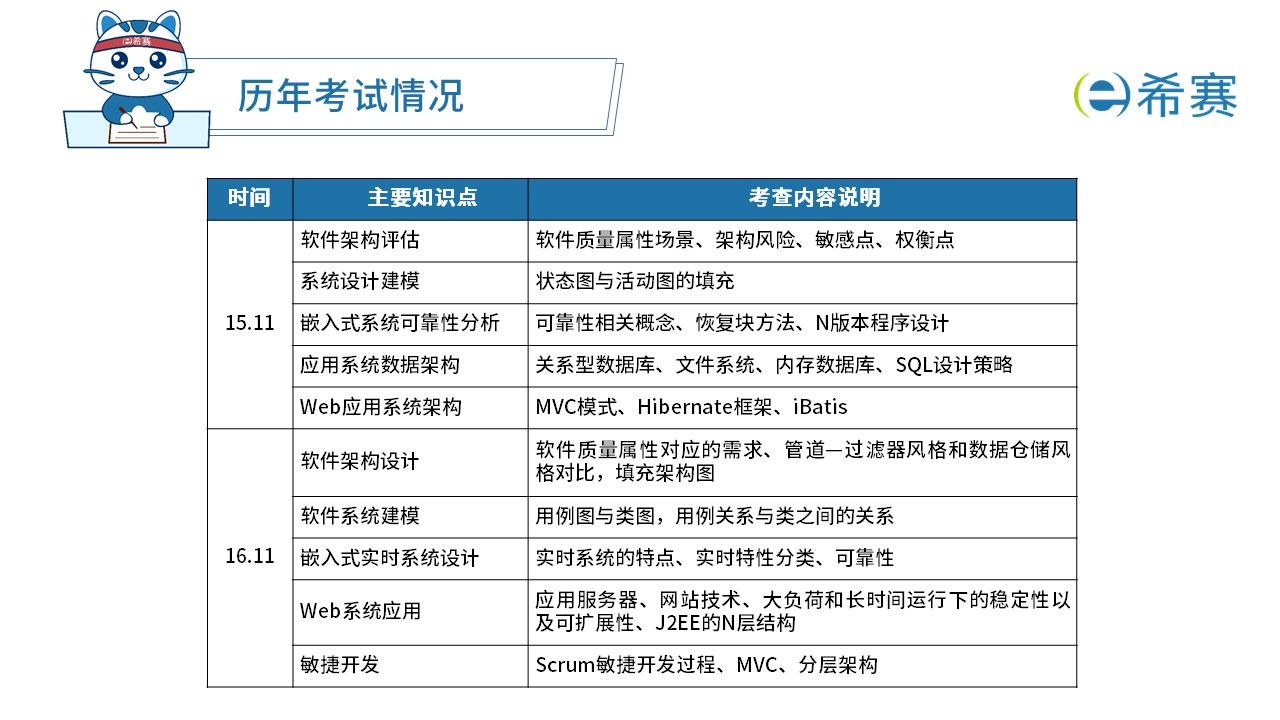 希赛
历年考试情况
希赛
时间 主要知识点 考查内容说明
15.11
软件架构评估 软件质量属性场景、架构风险、敏感点、权衡点
系统设计建模 状态图与活动图的填充
嵌入式系统可靠性分析 可靠性相关概念、恢复块方法、N版本程序设计
应用系统数据架构 关系型数据库、文件系统、内存数据库、SQL设计策略
Web应用系统架构 MVC模式、Hibernate框架、iBatis
16.11
软件架构设计 软件质量属性对应的需求、管道—过滤器风格和数据仓储风
格对比，填充架构图
软件系统建模 用例图与类图，用例关系与类之间的关系
嵌入式实时系统设计 实时系统的特点、实时特性分类、可靠性
Web系统应用 应用服务器、网站技术、大负荷和长时间运行下的稳定性以
及可扩展性、J2EE的N层结构
敏捷开发 Scrum敏捷开发过程、MVC、分层架构